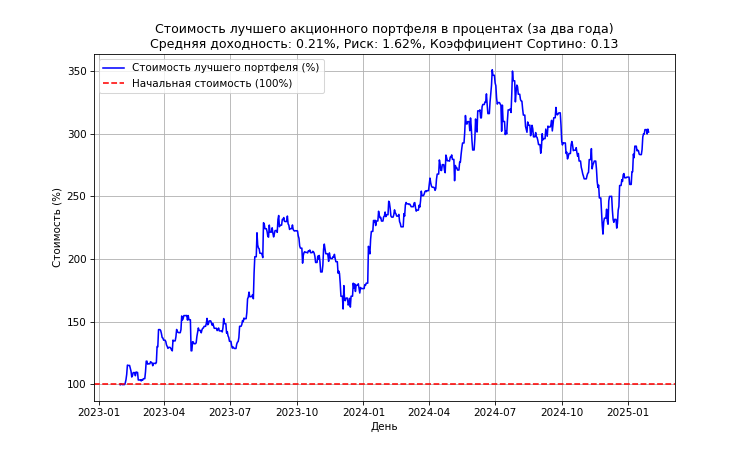 Стоимость лучшего акционного портфеля в процентах (за два года)
Средняя доходность: 0.21%, Риск: 1.62%, Коэффициент Сортино: 0.13
Стоимость лучшего портфеля (%)
Начальная стоимость (100%)
Стоимость (%)
350
300
250
200
150
100
2023-01 2023-04 2023-07 2023-10 2024-01 2024-04 2024-07 2024-10 2025-01
День